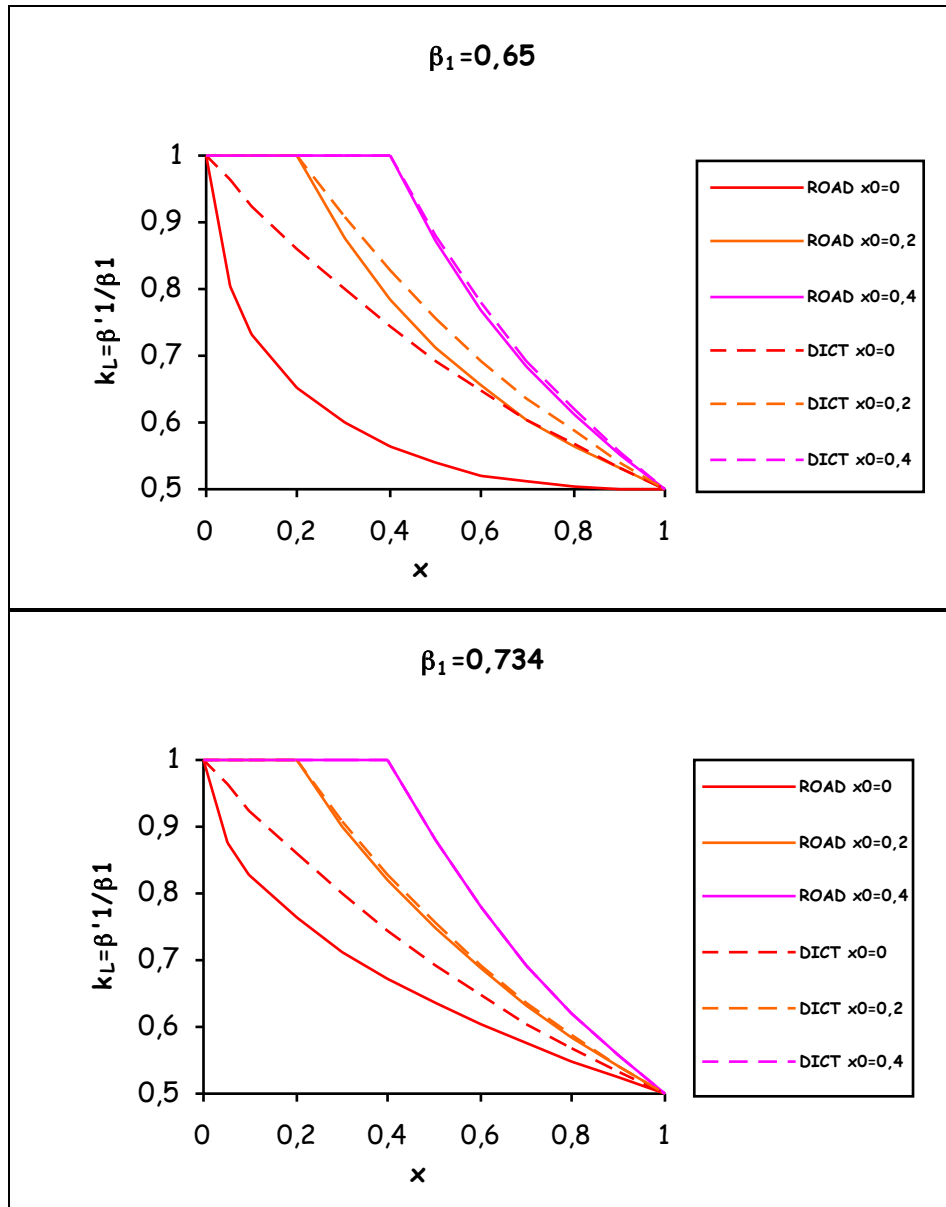 β₁=0,65
k_L=β'1/β1
1
0,9
0,8
0,7
0,6
0,5
0 0,2 0,4 0,6 0,8 1
x
ROAD x0=0
ROAD x0=0,2
ROAD x0=0,4
DICT x0=0
DICT x0=0,2
DICT x0=0,4
β₁=0,734
k_L=β'1/β1
1
0,9
0,8
0,7
0,6
0,5
0 0,2 0,4 0,6 0,8 1
x
ROAD x0=0
ROAD x0=0,2
ROAD x0=0,4
DICT x0=0
DICT x0=0,2
DICT x0=0,4